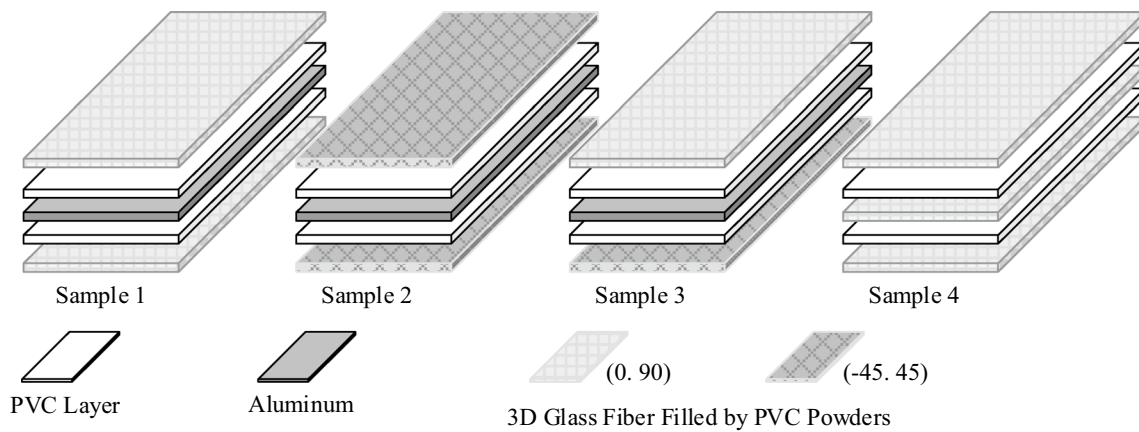 Sample 1
Sample 2
Sample 3
Sample 4
PVC Layer
Aluminum
(0. 90)
(-45. 45)
3D Glass Fiber Filled by PVC Powders